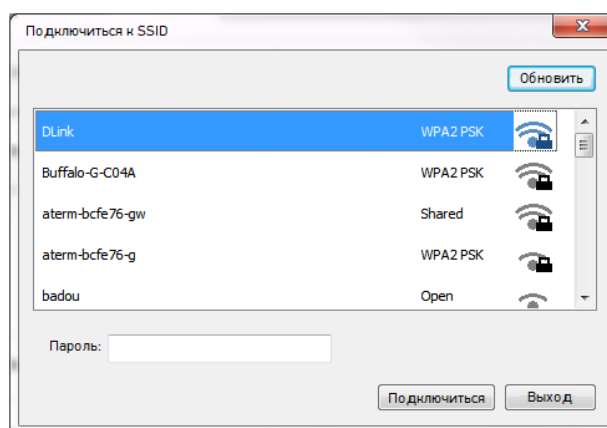 Подключиться к SSID
Обновить
DLink WPA2 PSK
Buffalo-G-C04A WPA2 PSK
aterm-bcfe76-gw Shared
aterm-bcfe76-g WPA2 PSK
badou Open
Пароль:
Подключиться Выход